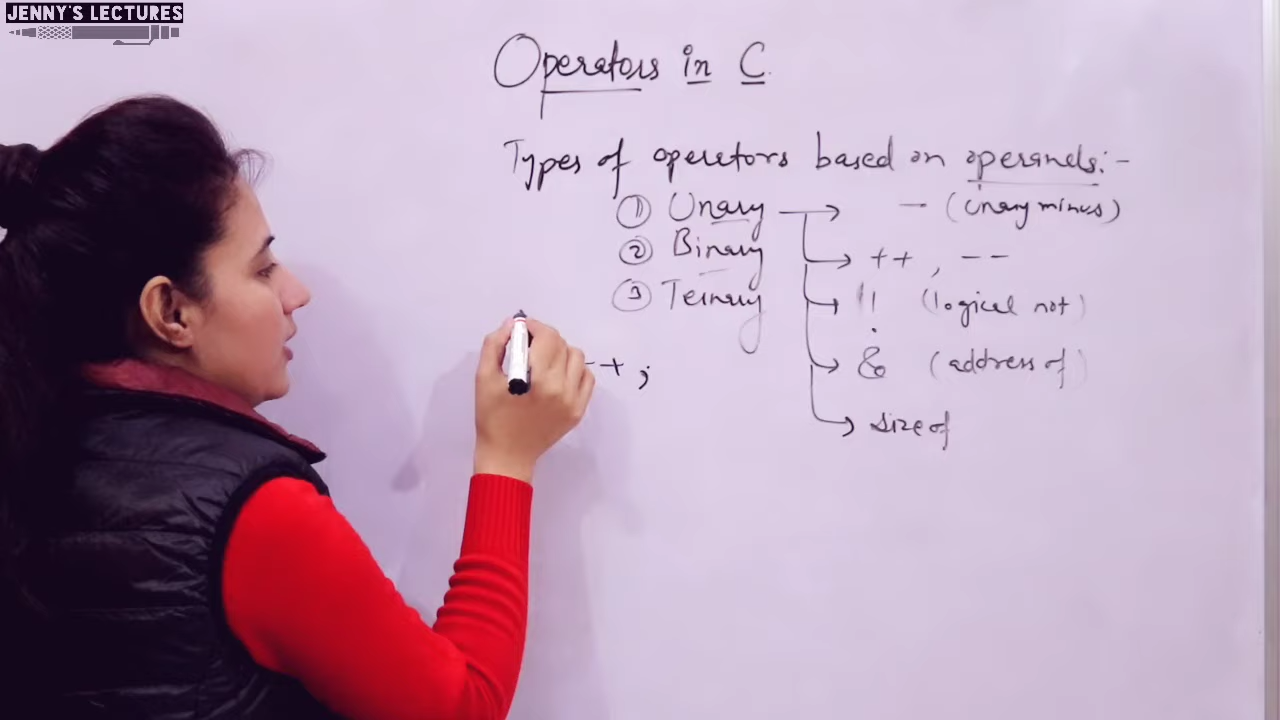 JENNY'S LECTURES
Operators in C.
Types of operators based on operands:-
① Unary → - (Unary minus)
② Binary → ++, --
③ Ternary → ! (logical not)
→ & (address of)
+ ;
→ sizeof